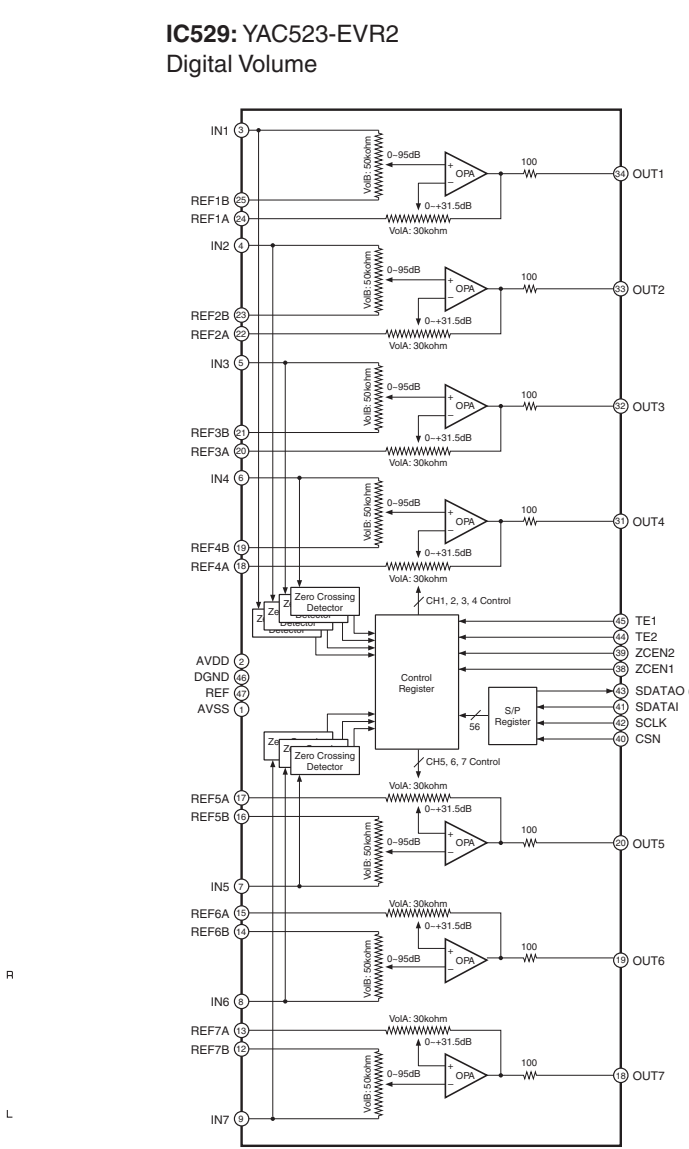 IC529: YAC523-EVR2
Digital Volume
IN1 3
VolB: 50kohm
0~95dB
+
−
OPA
100
34 OUT1
REF1B 25
0~+31.5dB
REF1A 24
VolA: 30kohm
IN2 4
VolB: 50kohm
0~95dB
+
−
OPA
100
33 OUT2
REF2B 23
0~+31.5dB
REF2A 22
VolA: 30kohm
IN3 5
VolB: 50kohm
0~95dB
+
−
OPA
100
32 OUT3
REF3B 21
0~+31.5dB
REF3A 20
VolA: 30kohm
IN4 6
VolB: 50kohm
0~95dB
+
−
OPA
100
31 OUT4
REF4B 19
0~+31.5dB
REF4A 18
VolA: 30kohm
Zero Crossing
Detector
Z
Ze
Detector
Z
Detector
CH1, 2, 3, 4 Control
45 TE1
44 TE2
39 ZCEN2
38 ZCEN1
AVDD 2
DGND 46
REF 47
AVSS 1
Control
Register
S/P
Register
56
43 SDATAO
41 SDATAI
42 SCLK
40 CSN
Ze
Z
Zero Crossing
Detector
CH5, 6, 7 Control
VolA: 30kohm
REF5A 17
0~+31.5dB
REF5B 16
VolB: 50kohm
0~95dB
+
−
OPA
100
20 OUT5
IN5 7
VolA: 30kohm
REF6A 15
0~+31.5dB
REF6B 14
VolB: 50kohm
0~95dB
+
−
OPA
100
19 OUT6
R
IN6 8
VolA: 30kohm
REF7A 13
0~+31.5dB
REF7B 12
VolB: 50kohm
0~95dB
+
−
OPA
100
18 OUT7
L
IN7 9